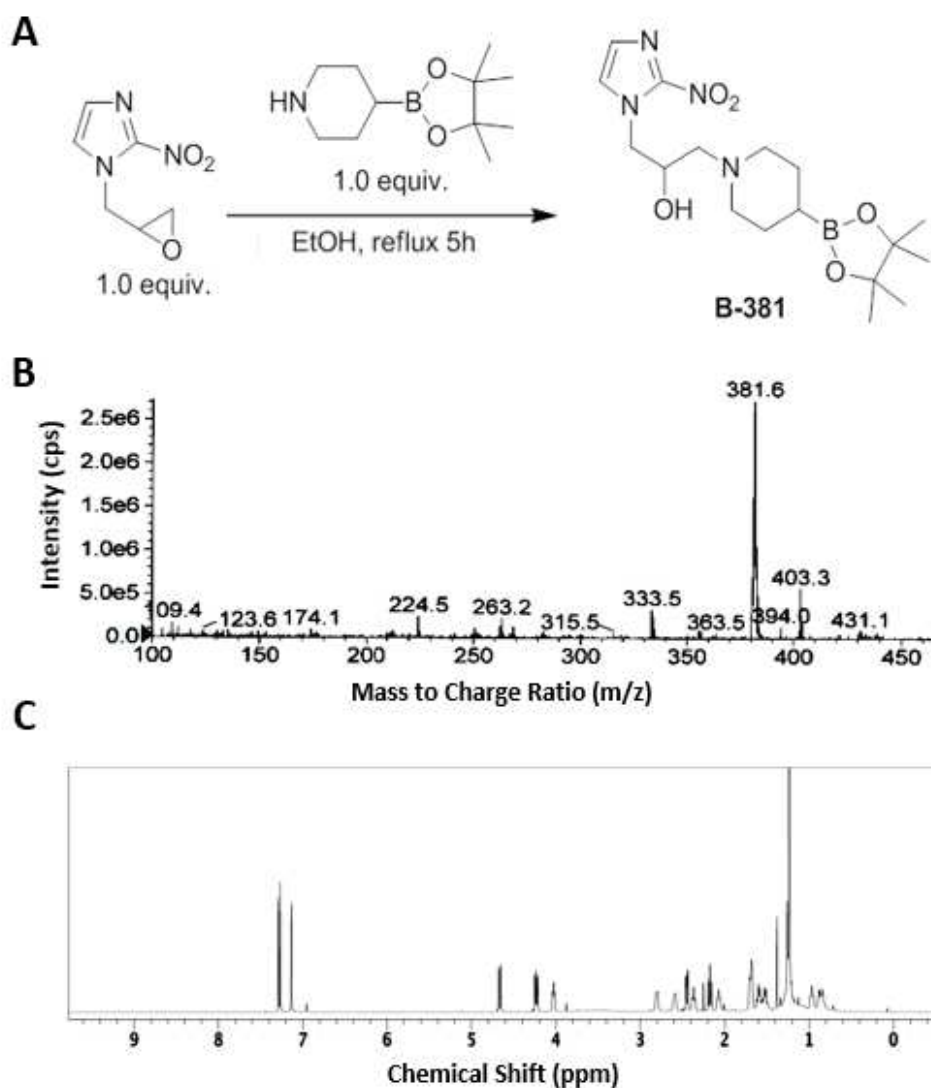 A
N
N
NO₂
N
O
1.0 equiv.
HN
B
O
O
1.0 equiv.
EtOH, reflux 5h
N
N
NO₂
N
OH
B
O
O
B-381
B
Intensity (cps)
2.5e6
2.0e6
1.5e6
1.0e6
5.0e5
0.0
109.4
123.6
174.1
224.5
263.2
315.5
333.5
363.5
381.6
394.0
403.3
431.1
100 150 200 250 300 350 400 450
Mass to Charge Ratio (m/z)
C
9 8 7 6 5 4 3 2 1 0
Chemical Shift (ppm)